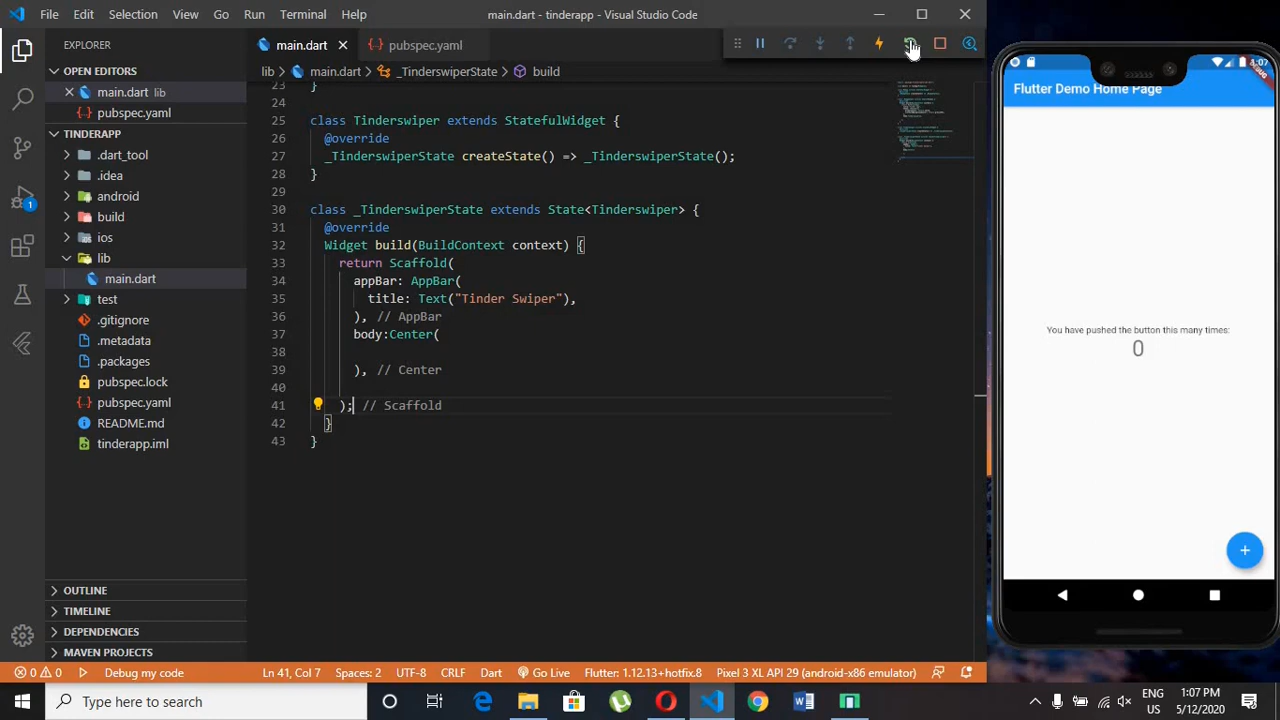 File Edit Selection View Go Run Terminal Help
main.dart - tinderapp - Visual Studio Code
EXPLORER
main.dart
pubspec.yaml
OPEN EDITORS
lib > main.dart > _TinderswiperState > build
main.dart lib
pubspec.yaml
TINDERAPP
.dart_tool
.idea
android
build
ios
lib
main.dart
test
.gitignore
.metadata
.packages
pubspec.lock
pubspec.yaml
README.md
tinderapp.iml
OUTLINE
TIMELINE
DEPENDENCIES
MAVEN PROJECTS
23 }
24
25 class Tinderswiper extends StatefulWidget {
26 @override
27 _TinderswiperState createState() => _TinderswiperState();
28 }
29
30 class _TinderswiperState extends State<Tinderswiper> {
31 @override
32 Widget build(BuildContext context) {
33 return Scaffold(
34 appBar: AppBar(
35 title: Text("Tinder Swiper"),
36 ), // AppBar
37 body:Center(
38
39 ), // Center
40
41 ); // Scaffold
42 }
43 }
4:07
Flutter Demo Home Page
You have pushed the button this many times:
0
+
1
0 0 Debug my code
Ln 41, Col 7 Spaces: 2 UTF-8 CRLF Dart Go Live Flutter: 1.12.13+hotfix.8 Pixel 3 XL API 29 (android-x86 emulator)
Type here to search
ENG
US
1:07 PM
5/12/2020